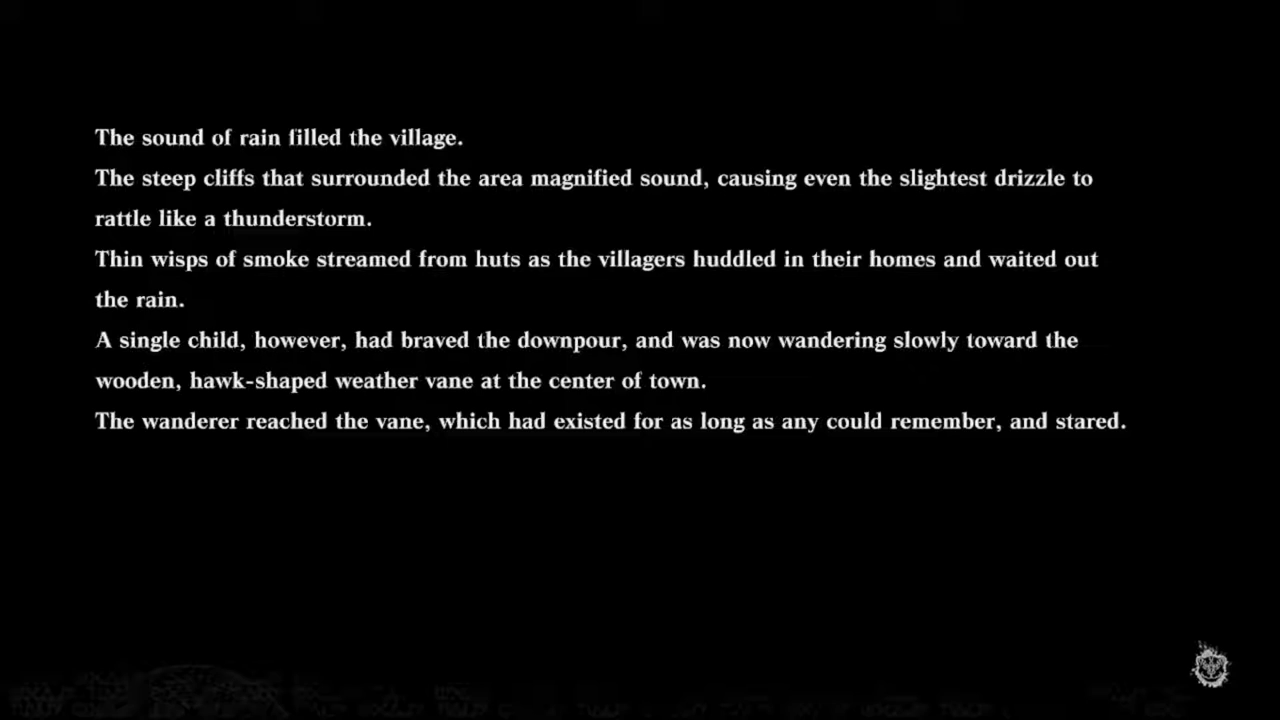 The sound of rain filled the village.
The steep cliffs that surrounded the area magnified sound, causing even the slightest drizzle to
rattle like a thunderstorm.
Thin wisps of smoke streamed from huts as the villagers huddled in their homes and waited out
the rain.
A single child, however, had braved the downpour, and was now wandering slowly toward the
wooden, hawk-shaped weather vane at the center of town.
The wanderer reached the vane, which had existed for as long as any could remember, and stared.